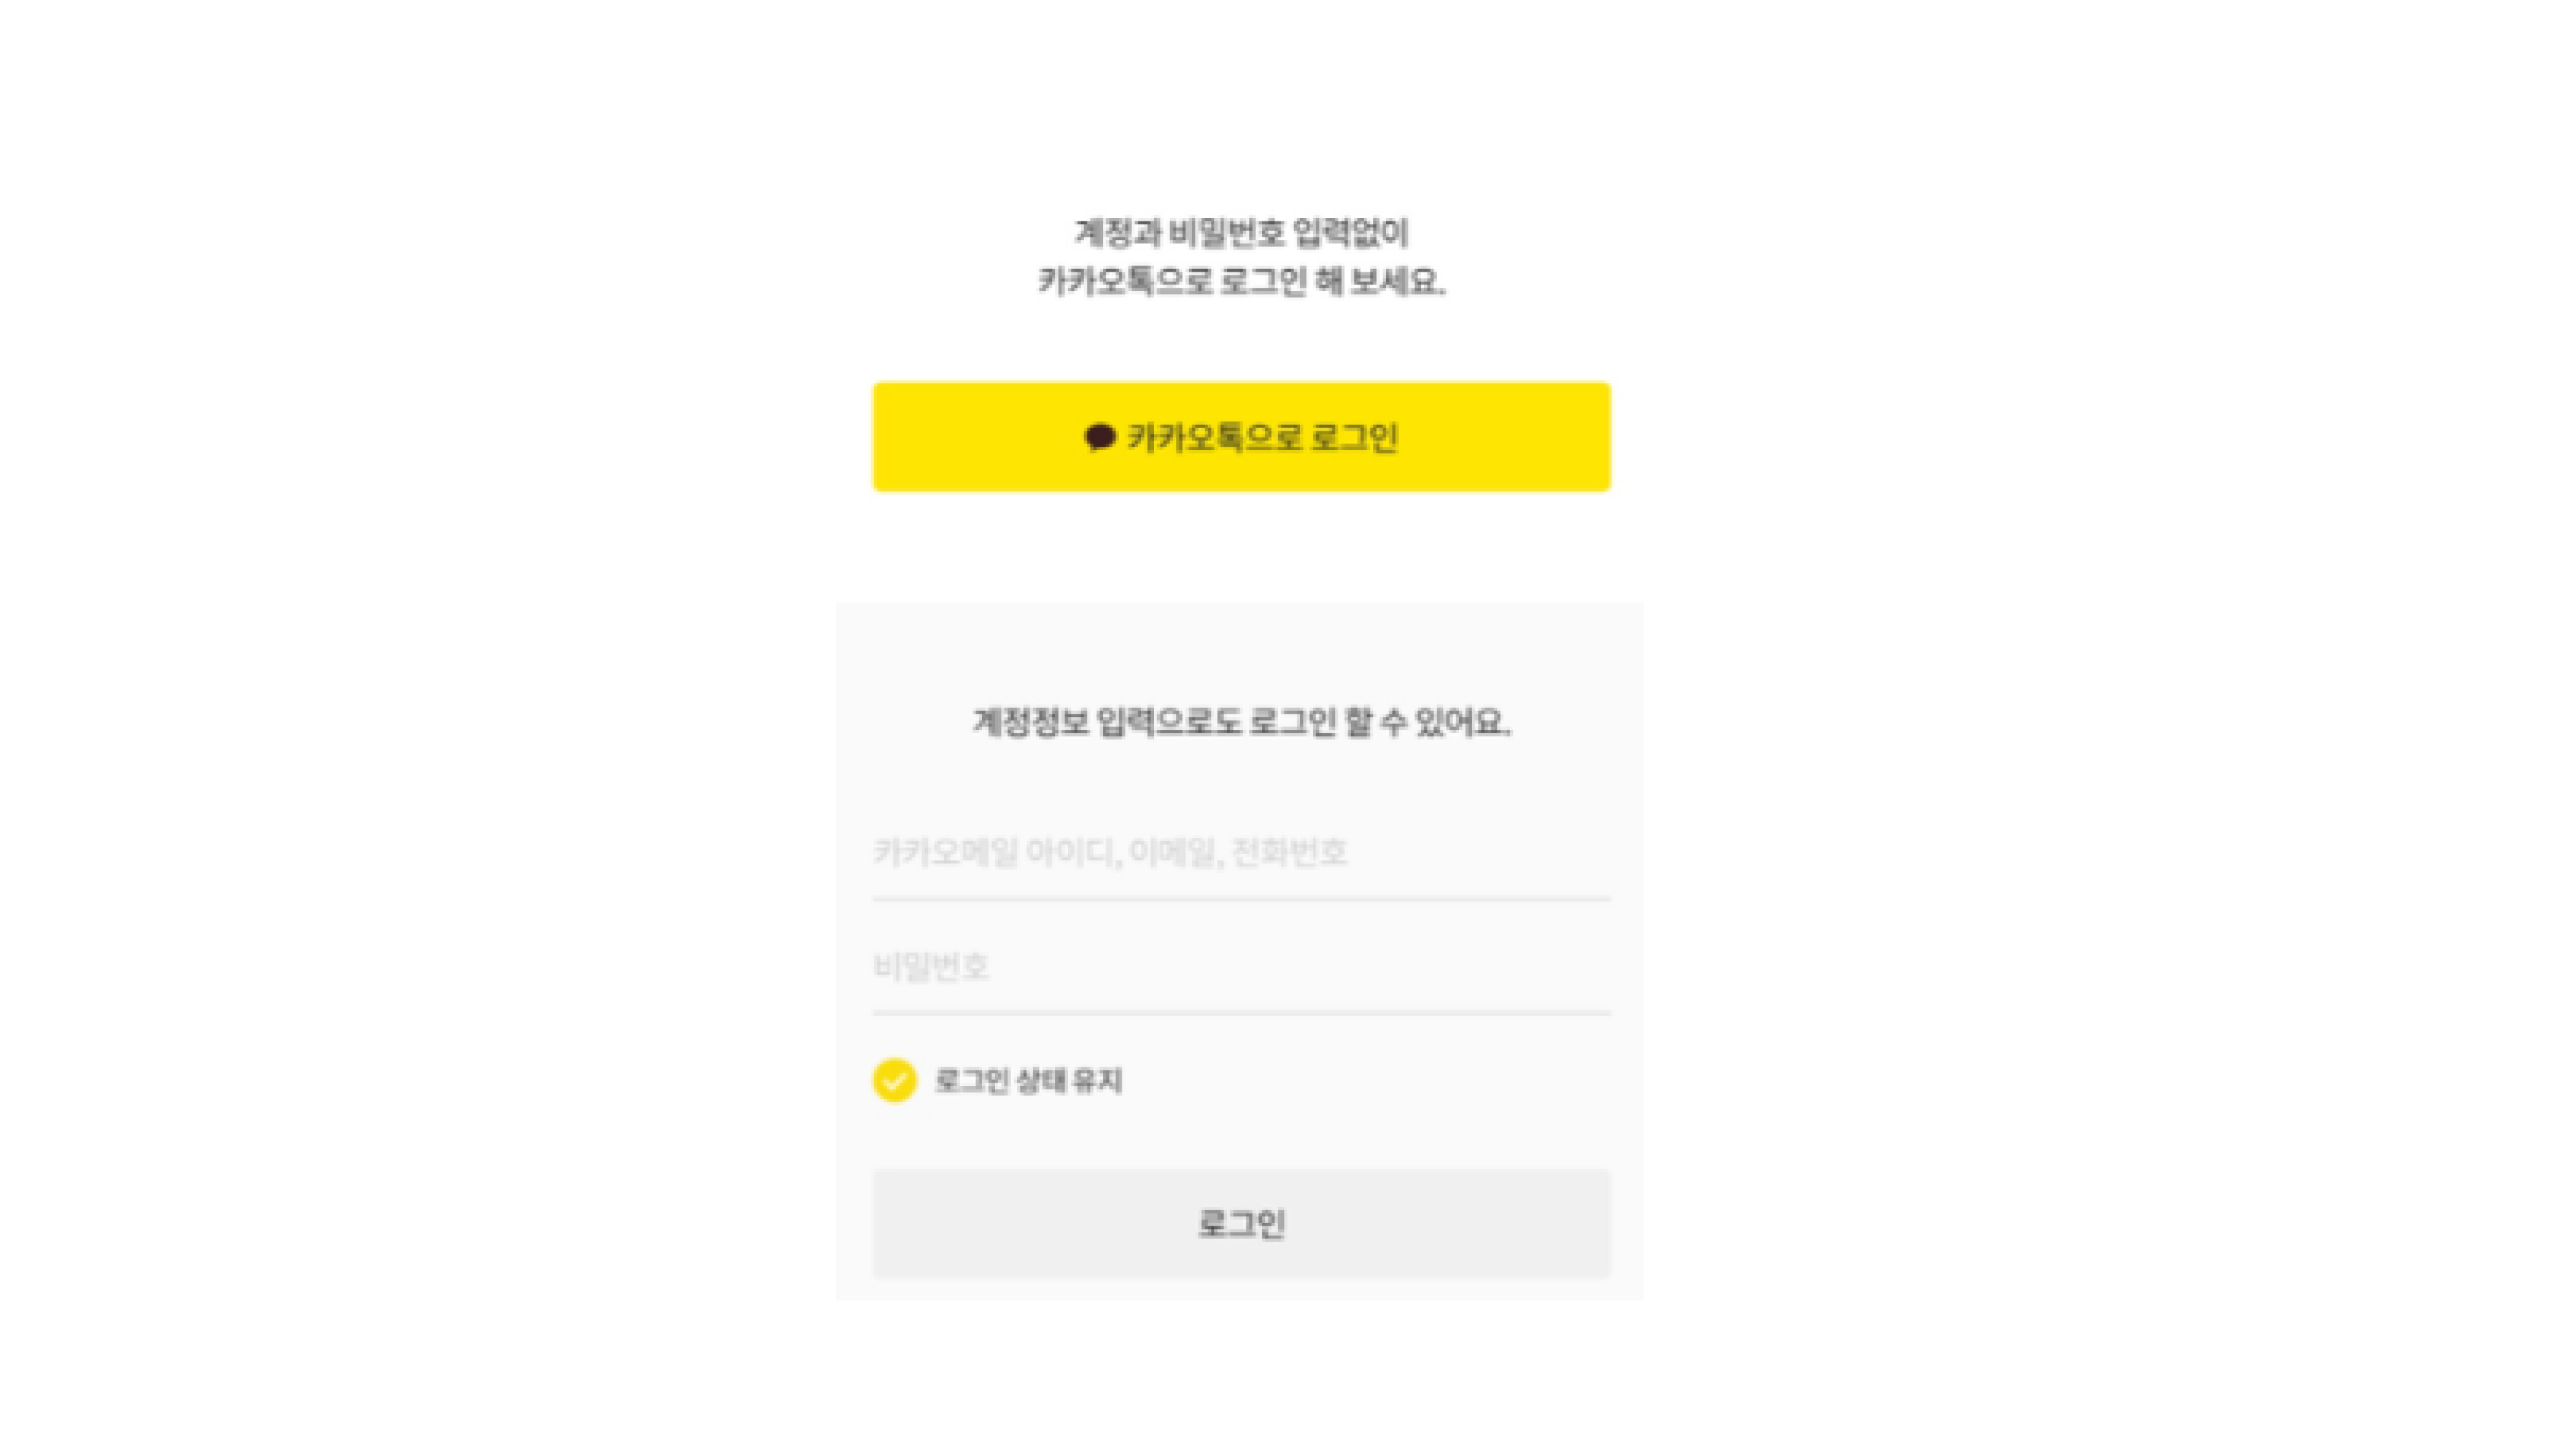 계정과 비밀번호 입력없이
카카오톡으로 로그인 해 보세요.
카카오톡으로 로그인
계정정보 입력으로도 로그인 할 수 있어요.
카카오메일 아이디, 이메일, 전화번호
비밀번호
로그인 상태 유지
로그인